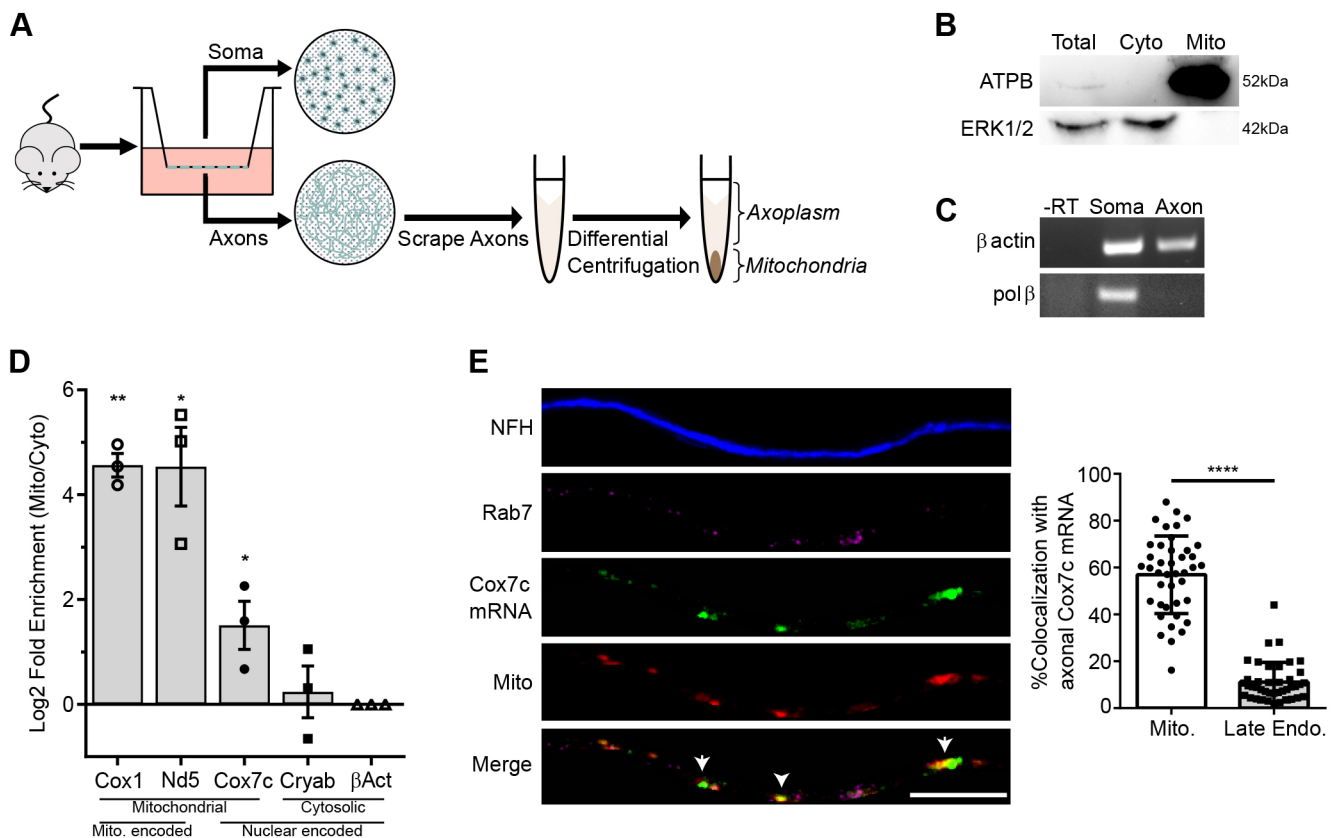 A
Soma
Axons
Scrape Axons
Differential
Centrifugation
Axoplasm
Mitochondria
B
Total Cyto Mito
ATPB 52kDa
ERK1/2 42kDa
C
-RT Soma Axon
β actin
pol β
D
Log2 Fold Enrichment (Mito/Cyto)
6
4
2
0
** * *
Cox1 Nd5 Cox7c Cryab βAct
Mitochondrial Cytosolic
Mito. encoded Nuclear encoded
E
NFH
Rab7
Cox7c
mRNA
Mito
Merge
%Colocalization with
axonal Cox7c mRNA
100
80
60
40
20
0
****
Mito. Late Endo.